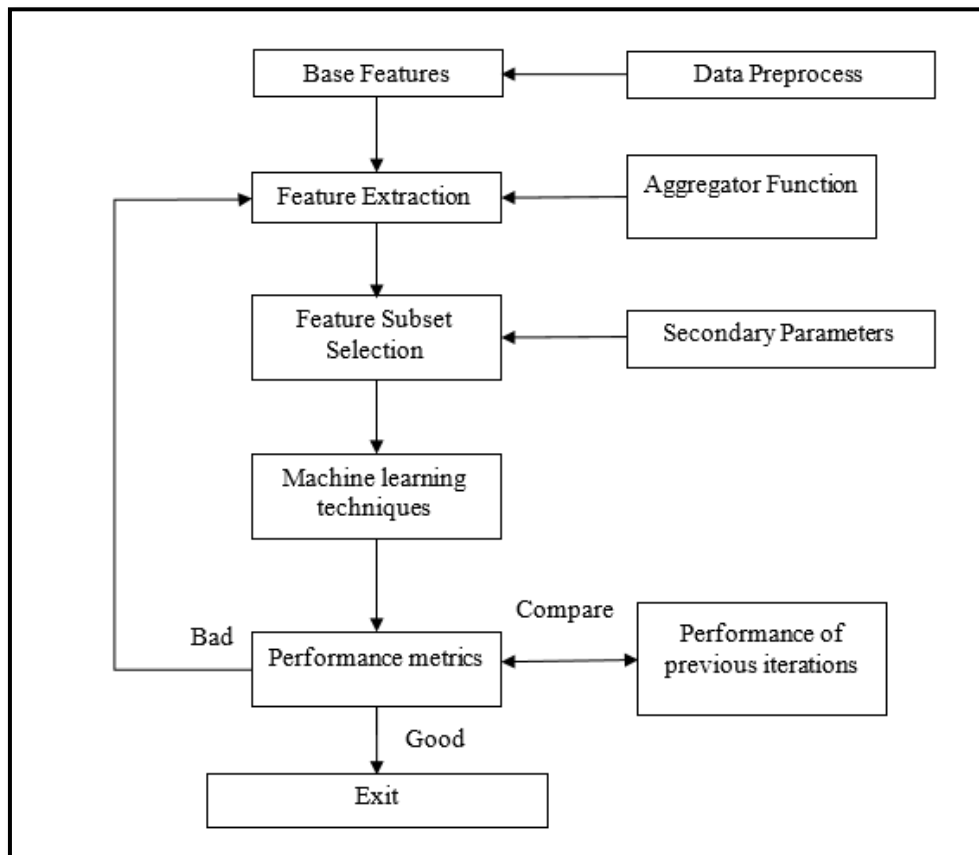 Base Features
Data Preprocess
Feature Extraction
Aggregator Function
Feature Subset
Selection
Secondary Parameters
Machine learning
techniques
Compare
Bad
Performance metrics
Performance of
previous iterations
Good
Exit